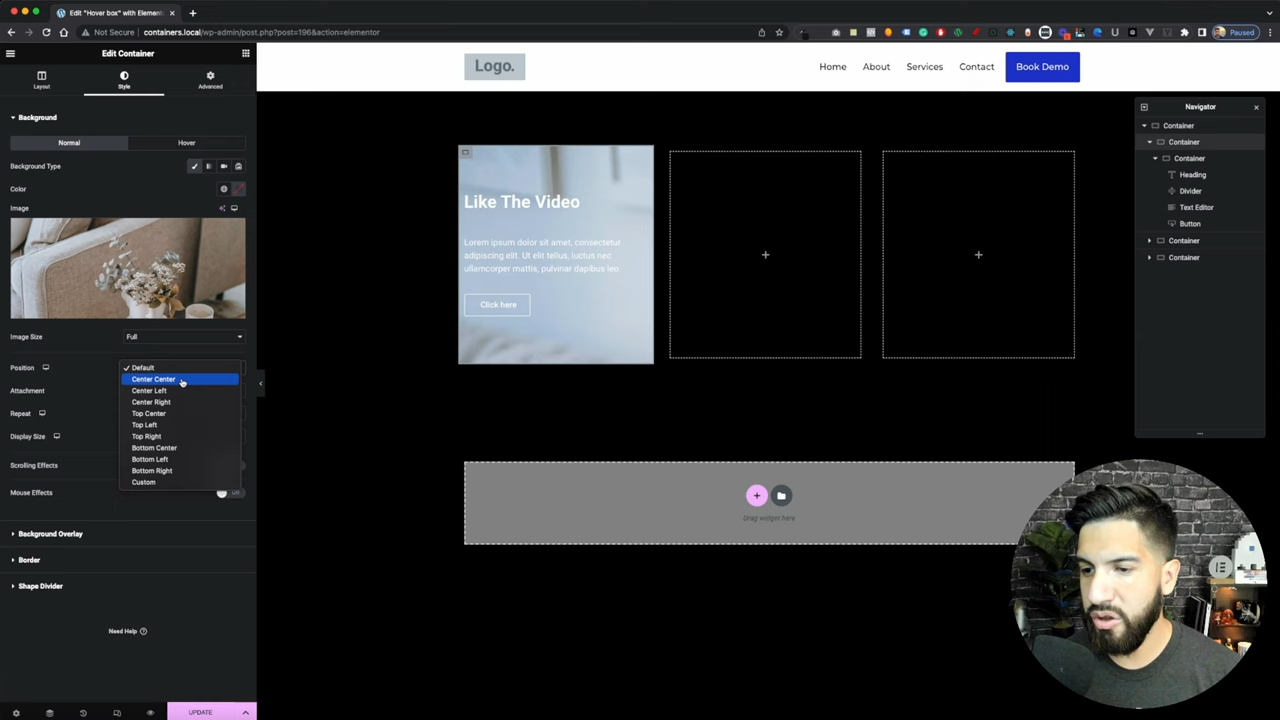 Edit "Hover box" with Elemento
Not Secure
containers.local/wp-admin/post.php?post=196&action=elementor
Paused
Edit Container
Layout
Style
Advanced
Background
Normal
Hover
Background Type
Color
Image
Image Size
Full
Position
Default
Center Center
Attachment
Center Left
Center Right
Repeat
Top Center
Top Left
Display Size
Top Right
Bottom Center
Scrolling Effects
Bottom Left
Bottom Right
Custom
Mouse Effects
Off
Background Overlay
Border
Shape Divider
Need Help
UPDATE
Logo.
Home
About
Services
Contact
Book Demo
Like The Video
Lorem ipsum dolor sit amet, consectetur
adipiscing elit. Ut elit tellus, luctus nec
ullamcorper mattis, pulvinar dapibus leo.
Click here
Drag widget here
Navigator
Container
Container
Container
Heading
Divider
Text Editor
Button
Container
Container